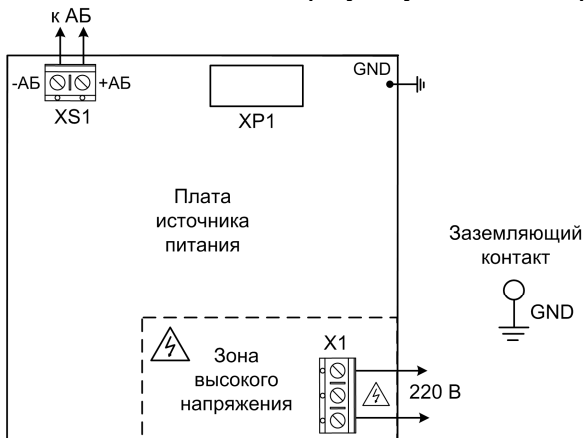 к АБ
-АБ
+АБ
XS1
XP1
GND
Плата
источника
питания
Заземляющий
контакт
GND
X1
Зона
высокого
напряжения
220 В